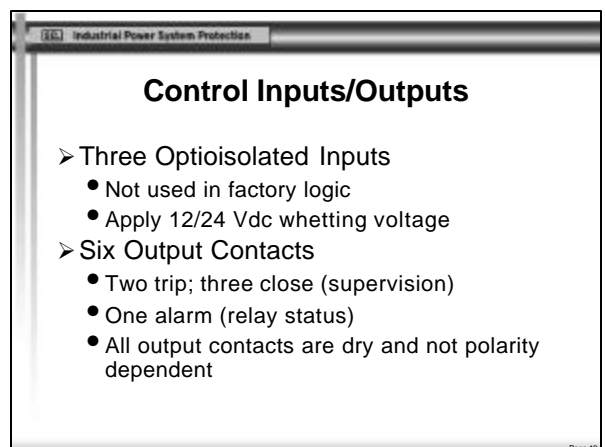 SEL Industrial Power System Protection
Control Inputs/Outputs
➢ Three Optioisolated Inputs
• Not used in factory logic
• Apply 12/24 Vdc whetting voltage
➢ Six Output Contacts
• Two trip; three close (supervision)
• One alarm (relay status)
• All output contacts are dry and not polarity
dependent